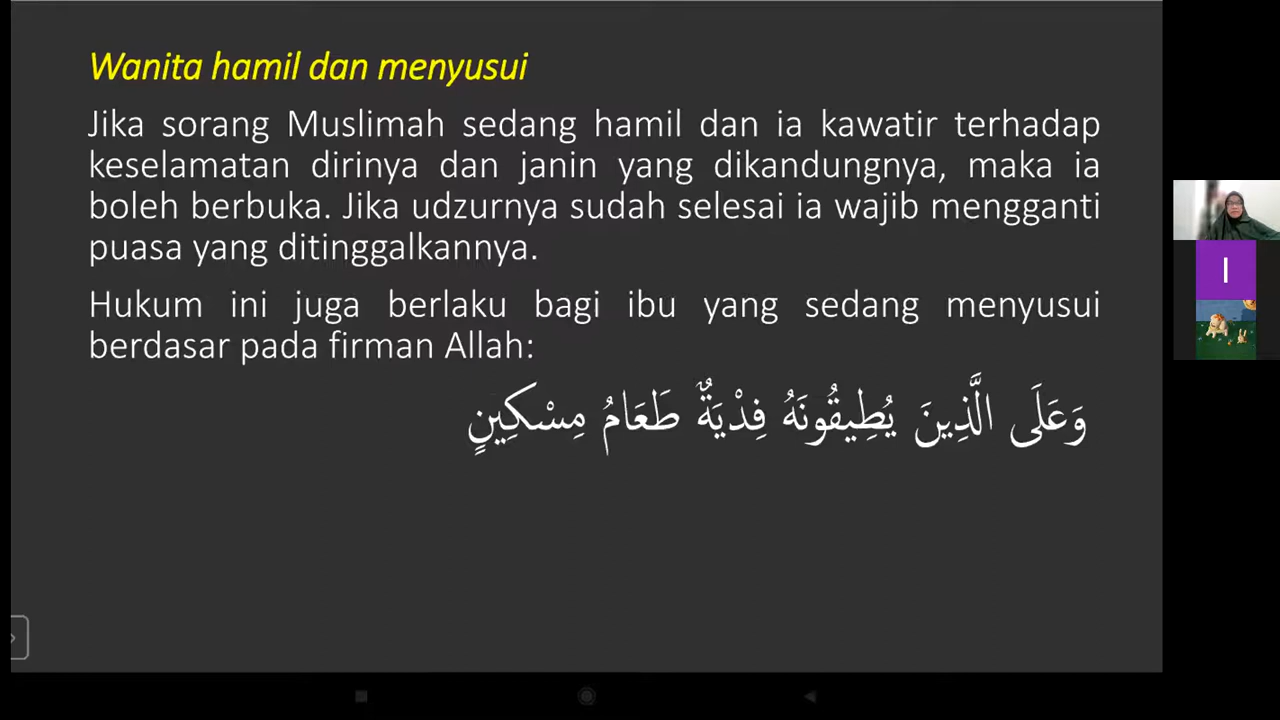 Wanita hamil dan menyusui
Jika sorang Muslimah sedang hamil dan ia kawatir terhadap
keselamatan dirinya dan janin yang dikandungnya, maka ia
boleh berbuka. Jika udzurnya sudah selesai ia wajib mengganti
puasa yang ditinggalkannya.
Hukum ini juga berlaku bagi ibu yang sedang menyusui
berdasar pada firman Allah:
وَعَلَى الَّذِينَ يُطِيقُونَهُ فِدْيَةٌ طَعَامُ مِسْكِينٍ
I